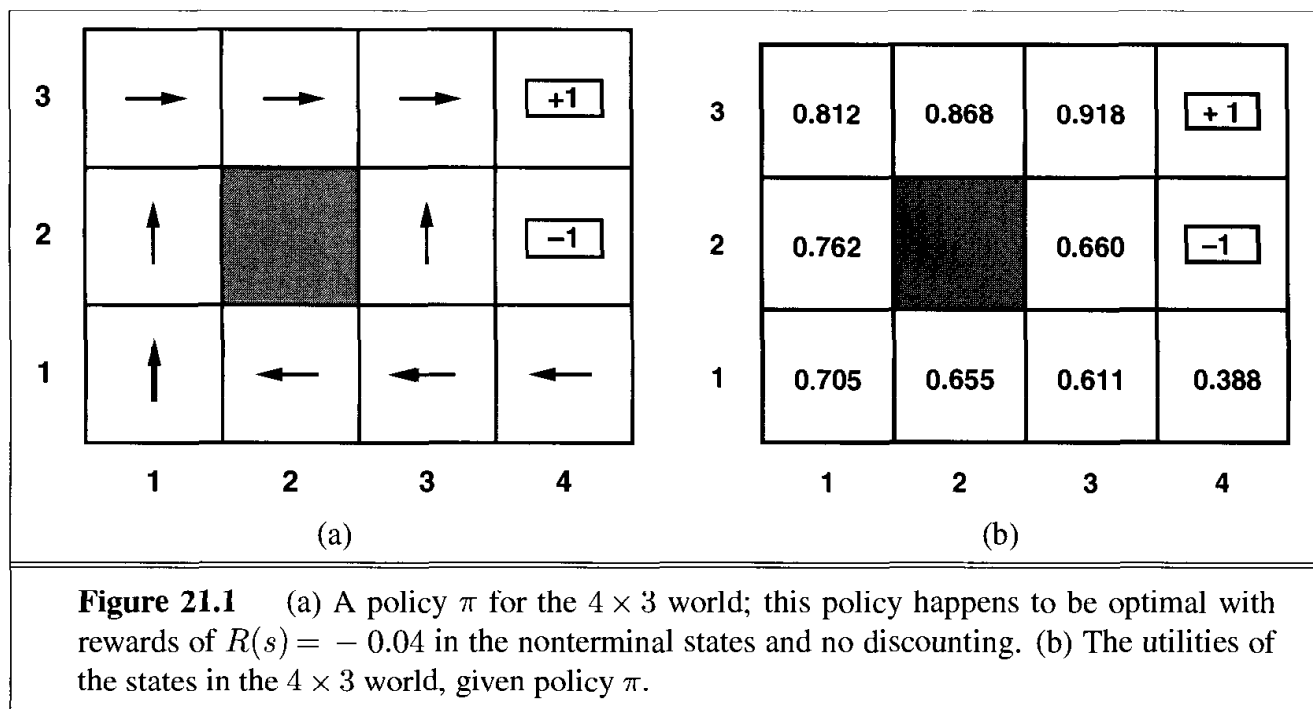 3 +1
2 −1
1
1 2 3 4
(a)
3 0.812 0.868 0.918 + 1
2 0.762 0.660 −1
1 0.705 0.655 0.611 0.388
1 2 3 4
(b)
Figure 21.1 (a) A policy π for the 4 × 3 world; this policy happens to be optimal with
rewards of R(s) = − 0.04 in the nonterminal states and no discounting. (b) The utilities of
the states in the 4 × 3 world, given policy π.